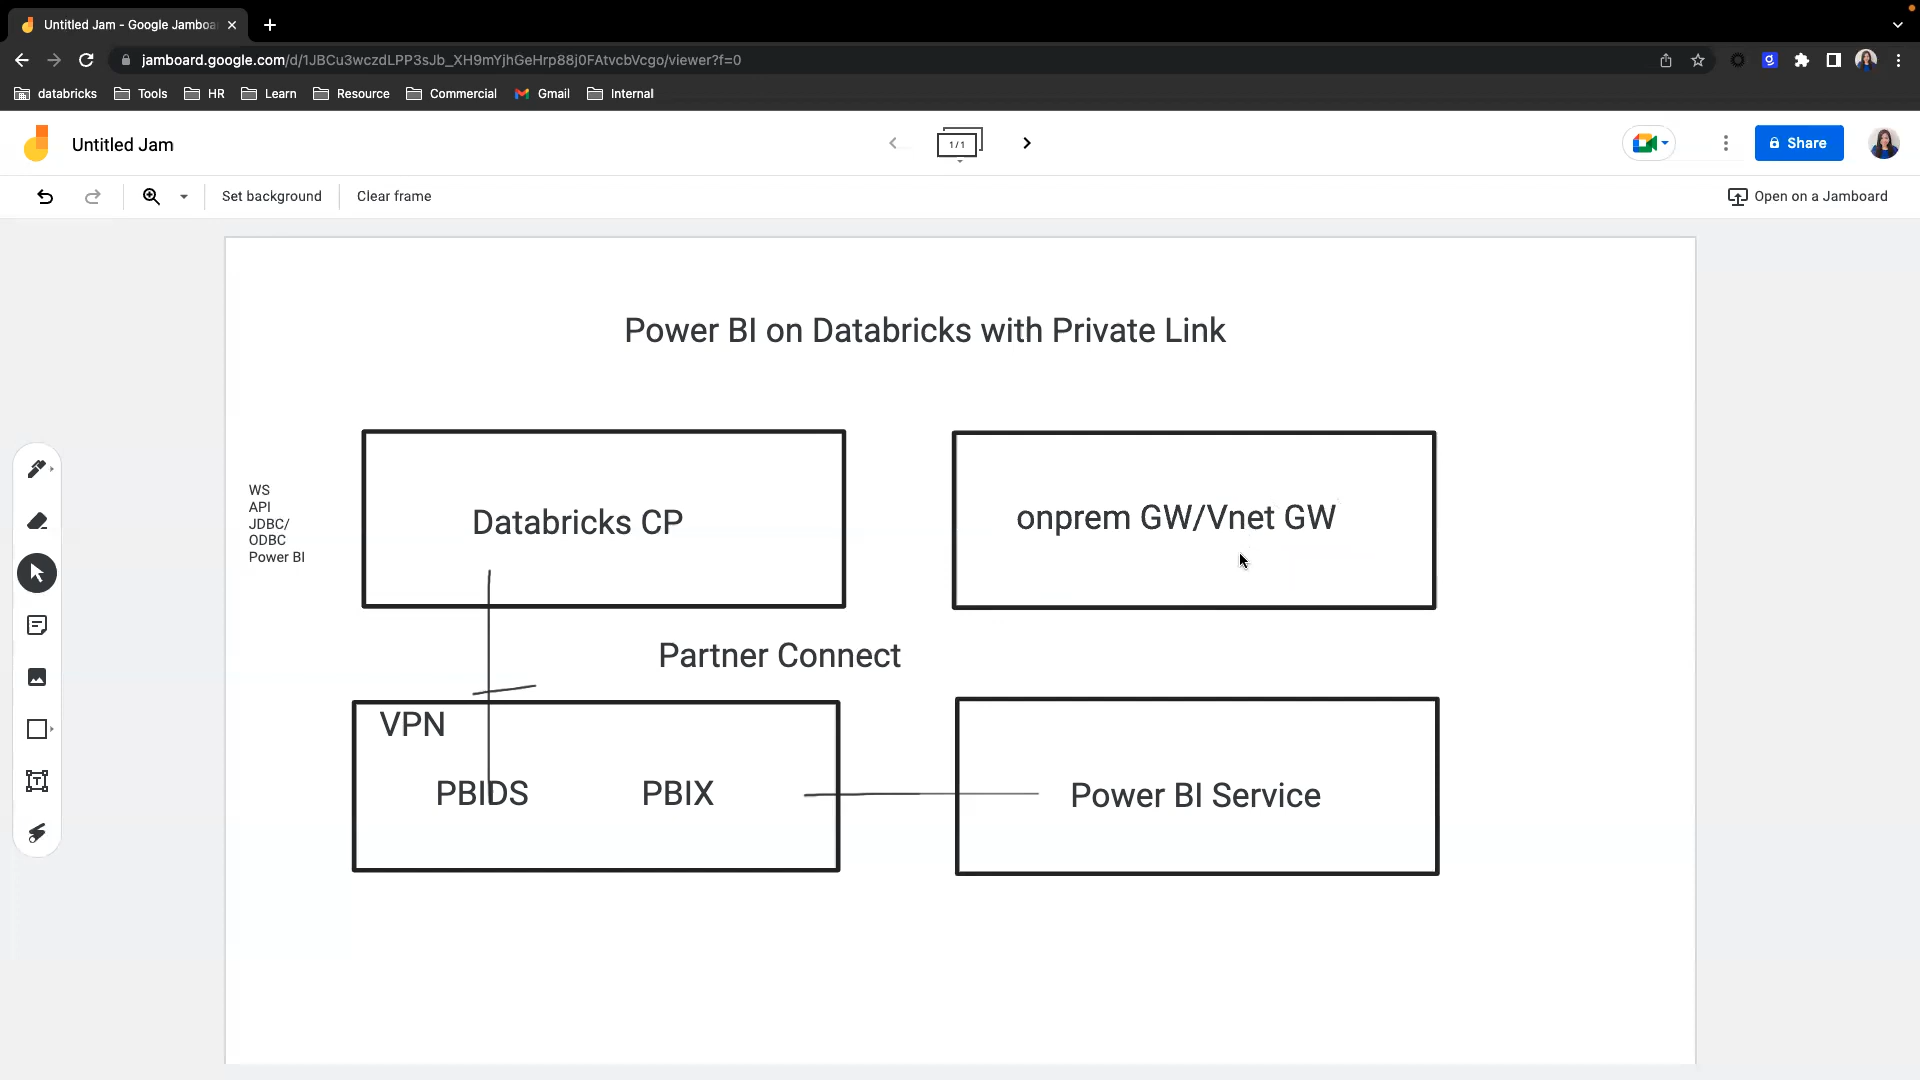 Untitled Jam - Google Jamboa
jamboard.google.com/d/1JBCu3wczdLPP3sJb_XH9mYjhGeHrp88j0FAtvcbVcgo/viewer?f=0
databricks Tools HR Learn Resource Commercial Gmail Internal
Untitled Jam
1/1
Share
Set background
Clear frame
Open on a Jamboard
Power BI on Databricks with Private Link
WS
API
JDBC/
ODBC
Power BI
Databricks CP
onprem GW/Vnet GW
Partner Connect
VPN
PBIDS
PBIX
Power BI Service